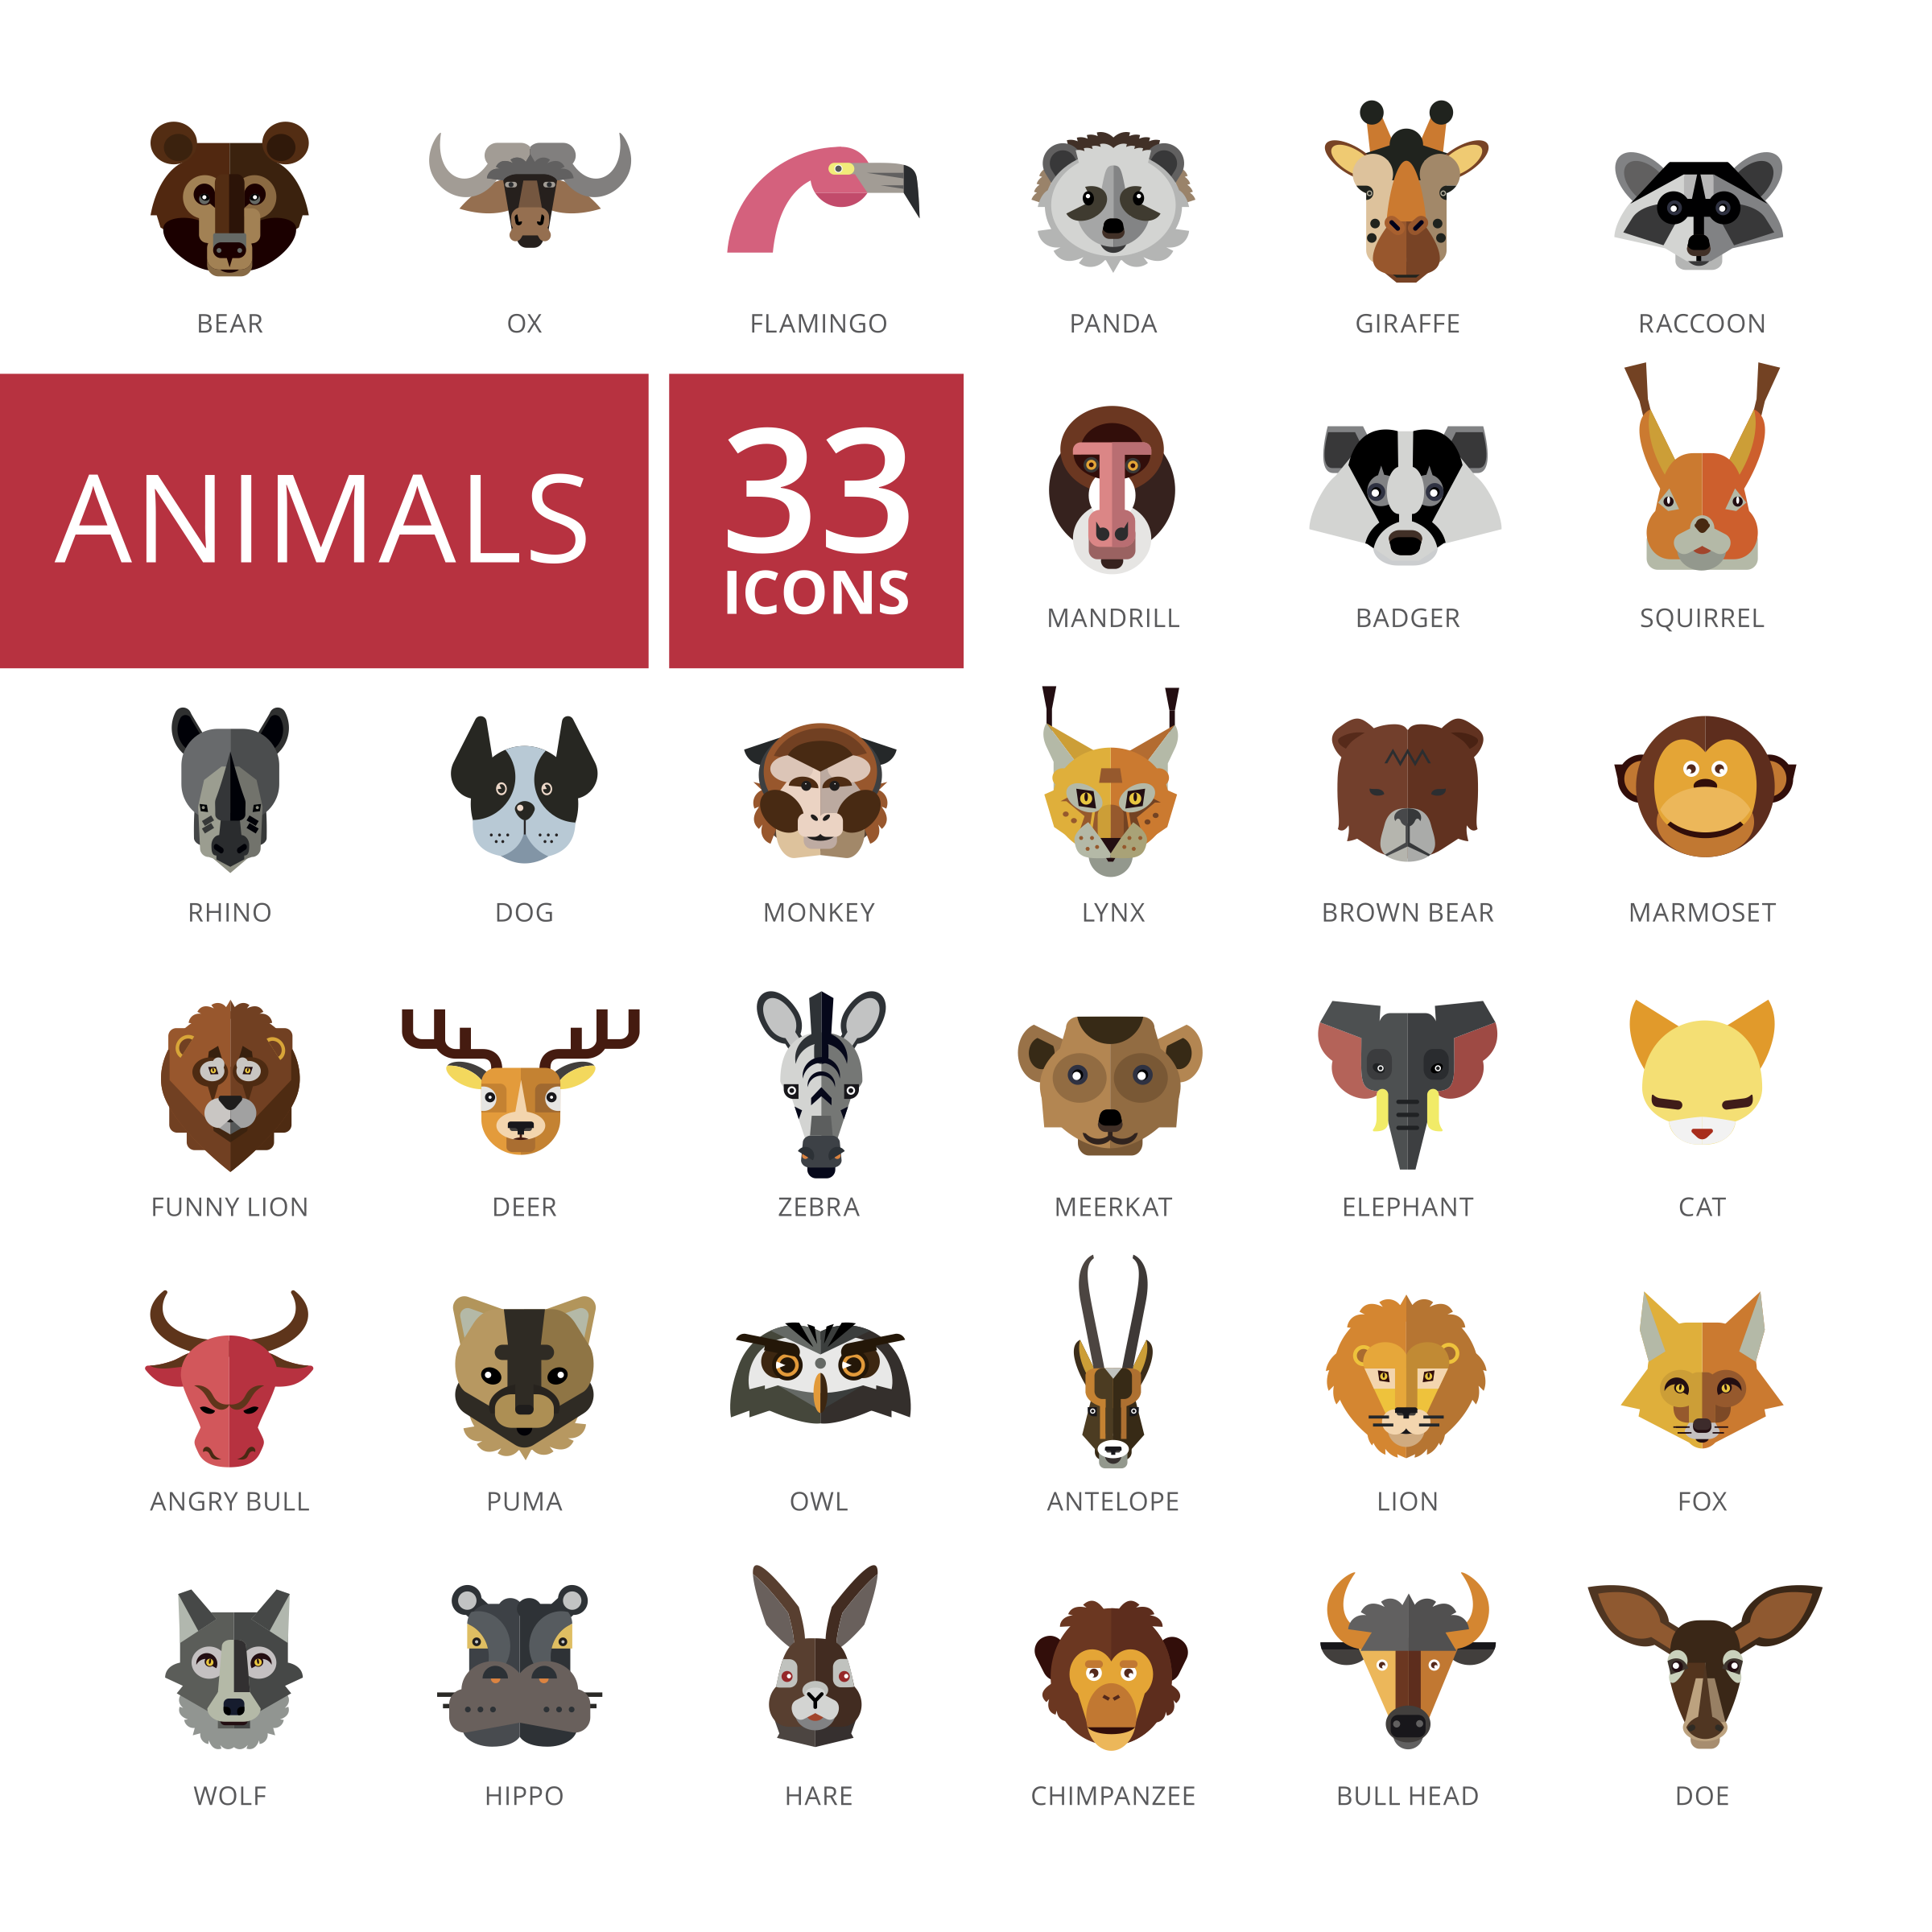 BEAR
OX
FLAMINGO
PANDA
GIRAFFE
RACCOON
ANIMALS
33
ICONS
MANDRILL
BADGER
SQUIRREL
RHINO
DOG
MONKEY
LYNX
BROWN BEAR
MARMOSET
FUNNY LION
DEER
ZEBRA
MEERKAT
ELEPHANT
CAT
ANGRY BULL
PUMA
OWL
ANTELOPE
LION
FOX
WOLF
HIPPO
HARE
CHIMPANZEE
BULL HEAD
DOE